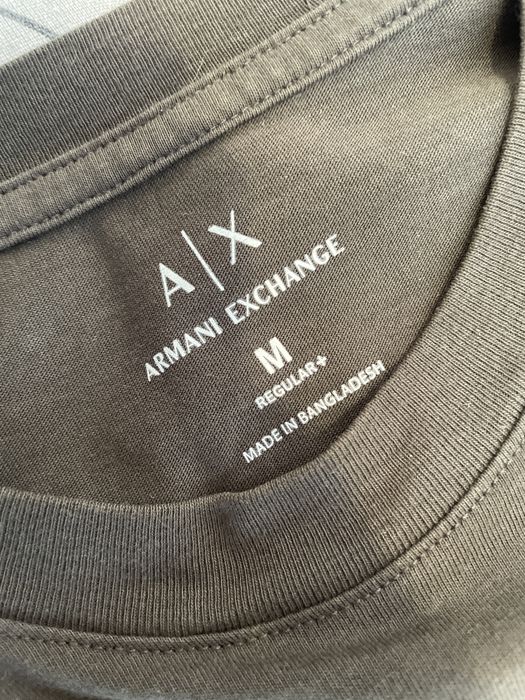 A|X
ARMANI EXCHANGE
M
REGULAR+
MADE IN BANGLADESH